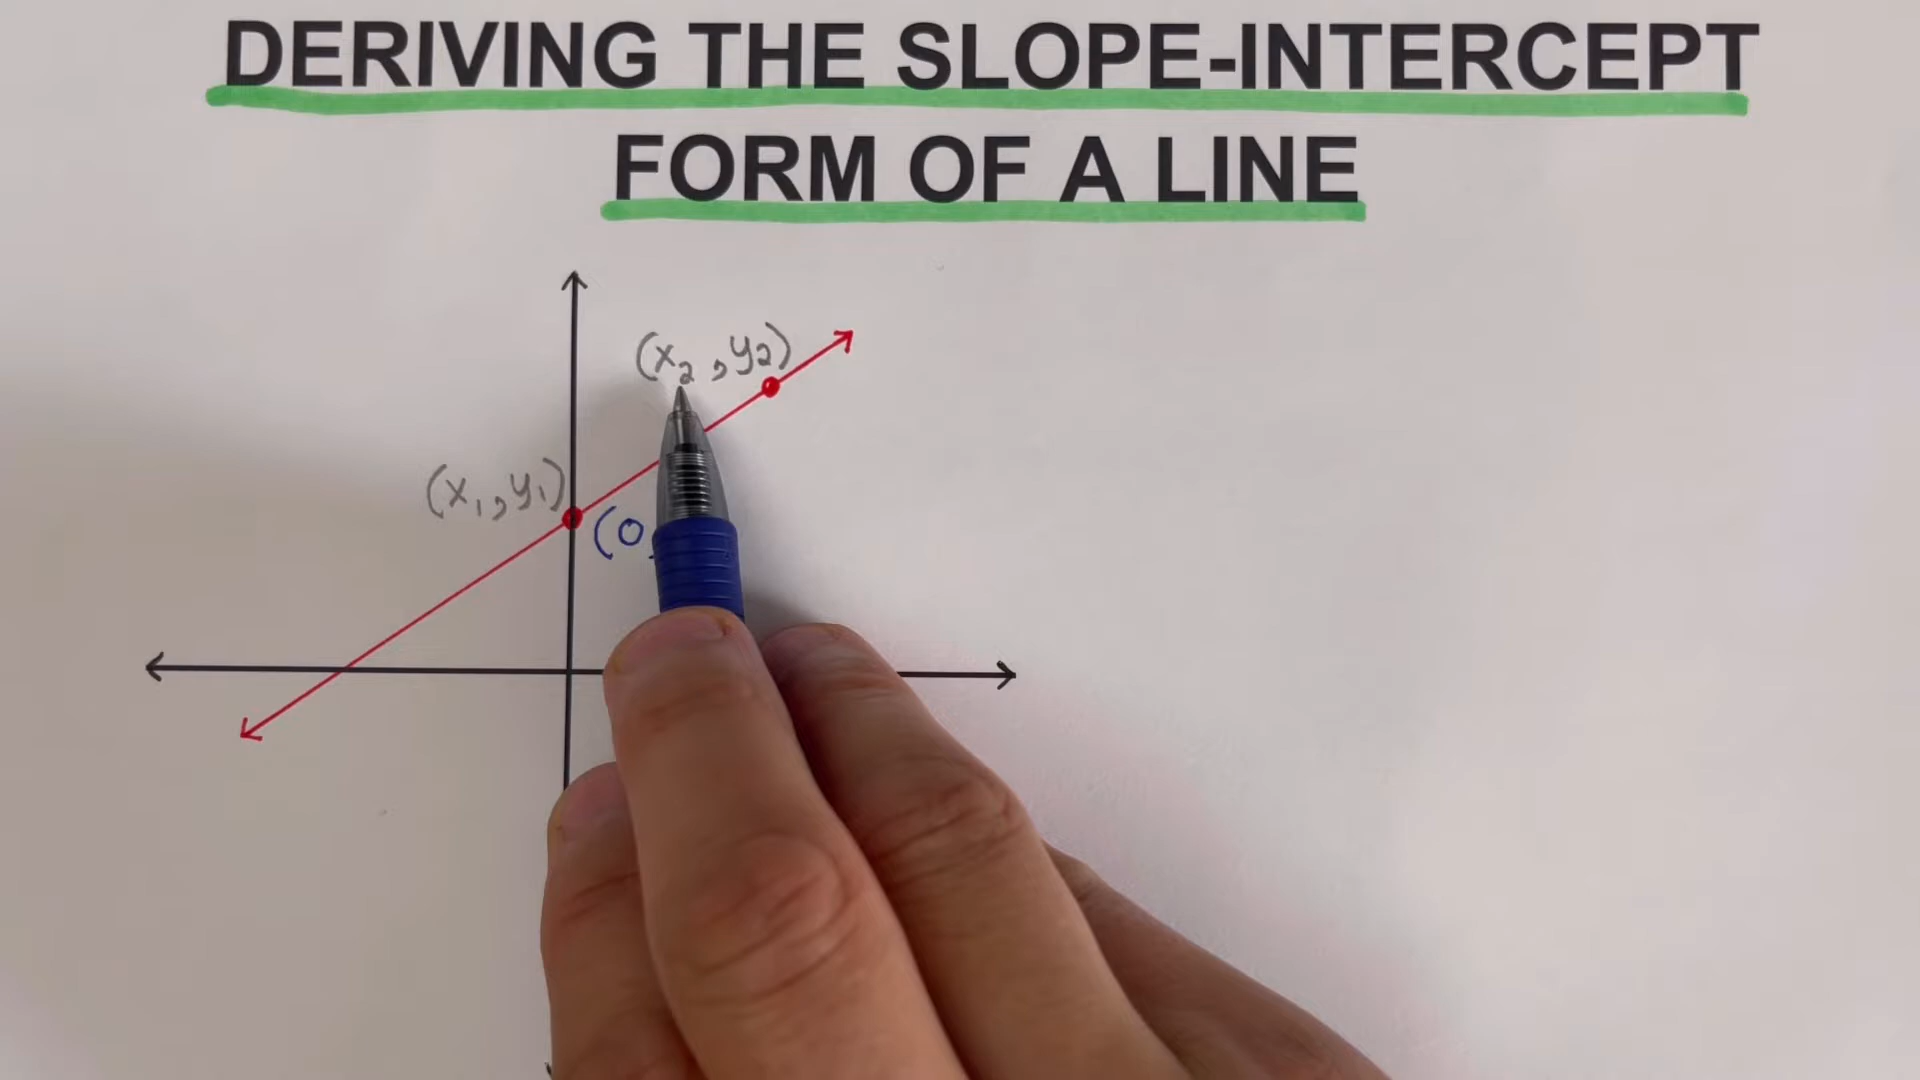 DERIVING THE SLOPE-INTERCEPT
FORM OF A LINE
(x₂, y₂)
(x₁, y₁)
(0,